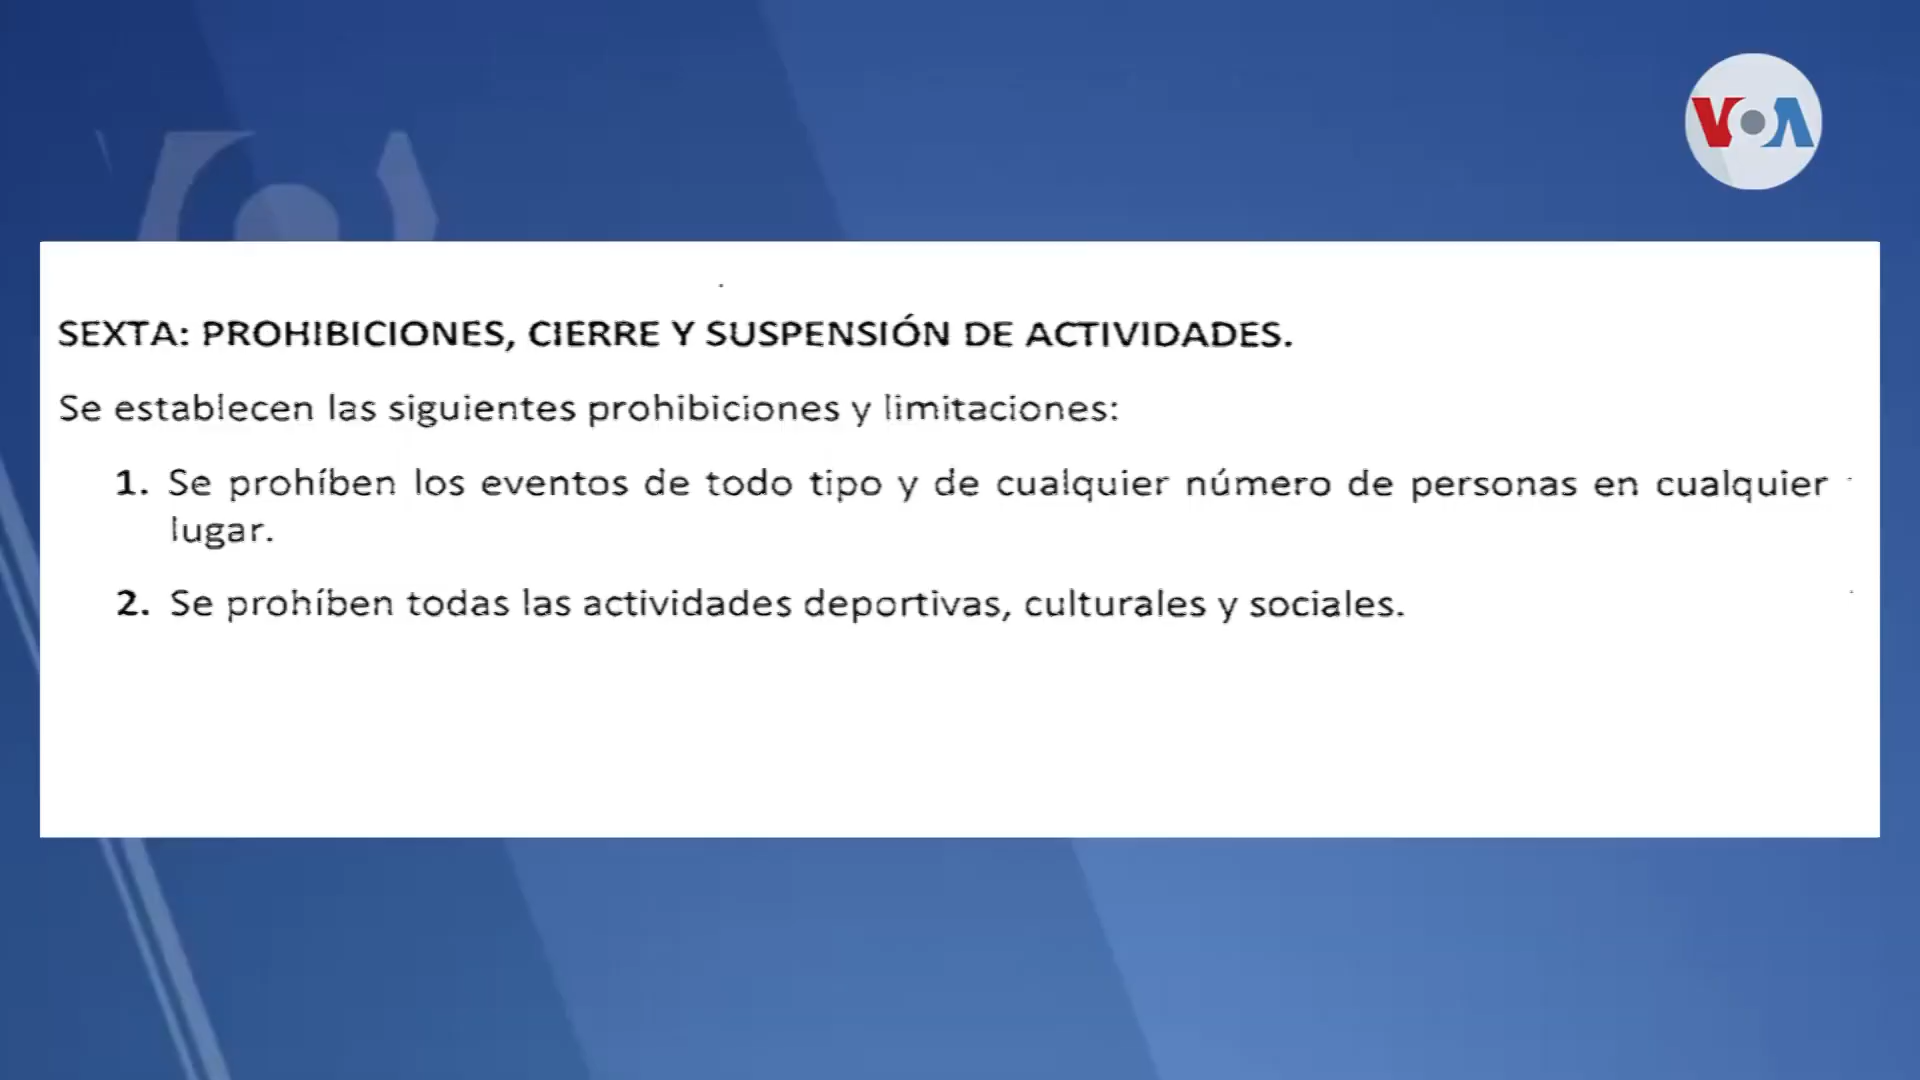 VOA
SEXTA: PROHIBICIONES, CIERRE Y SUSPENSIÓN DE ACTIVIDADES.
Se establecen las siguientes prohibiciones y limitaciones:
1. Se prohíben los eventos de todo tipo y de cualquier número de personas en cualquier
lugar.
2. Se prohíben todas las actividades deportivas, culturales y sociales.